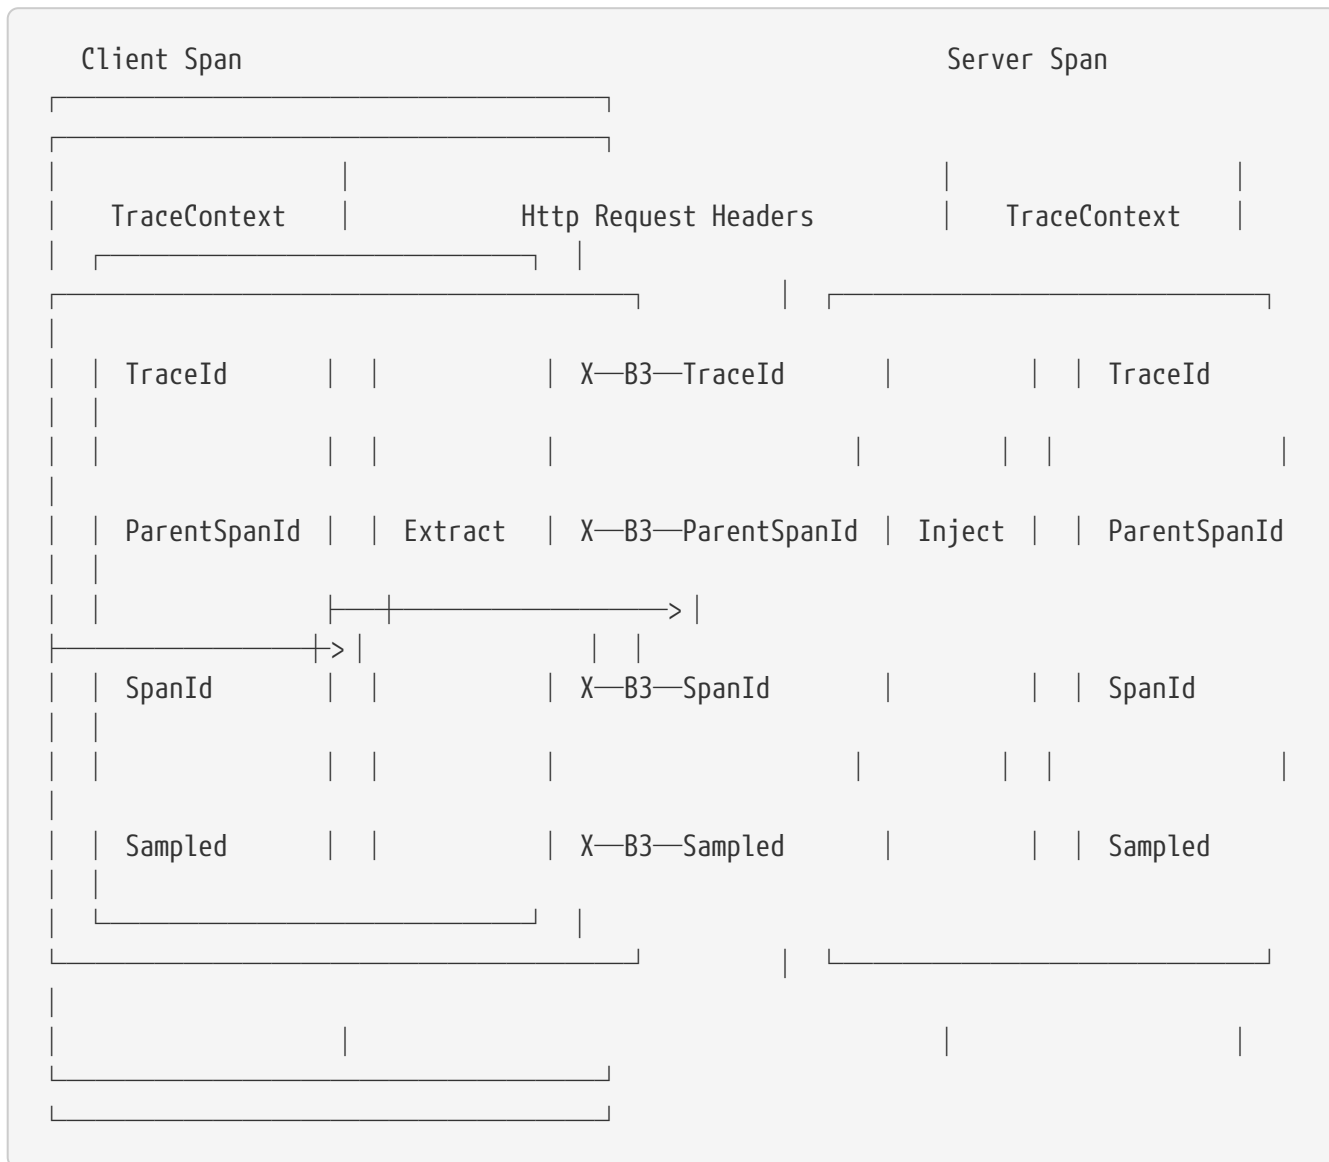 Client Span Server Span
TraceContext Http Request Headers TraceContext
TraceId X─B3─TraceId TraceId
ParentSpanId Extract X─B3─ParentSpanId Inject ParentSpanId
SpanId X─B3─SpanId SpanId
Sampled X─B3─Sampled Sampled